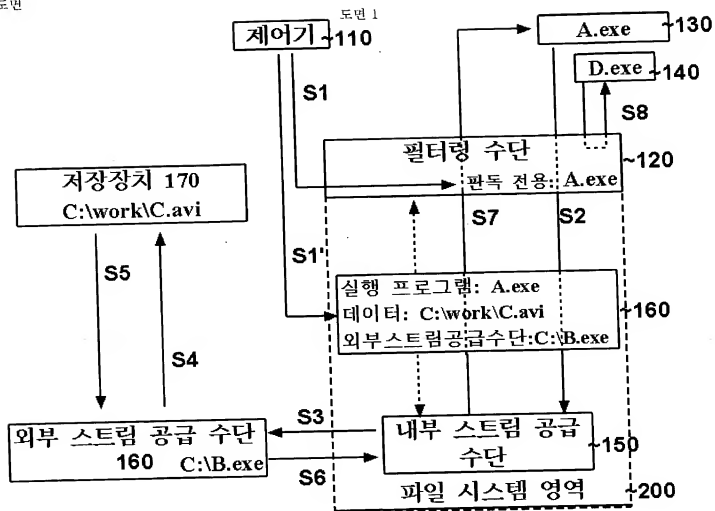 도면
도면 1
제어기
110
A.exe
130
D.exe
140
S1
S8
필터링 수단
120
판독 전용: A.exe
저장장치 170
C:\work\C.avi
S7
S2
S1'
S5
S4
실행 프로그램: A.exe
데이터: C:\work\C.avi
외부스트림공급수단:C:\B.exe
160
S3
외부 스트림 공급 수단
160 C:\B.exe
내부 스트림 공급
수단
150
S6
파일 시스템 영역
200